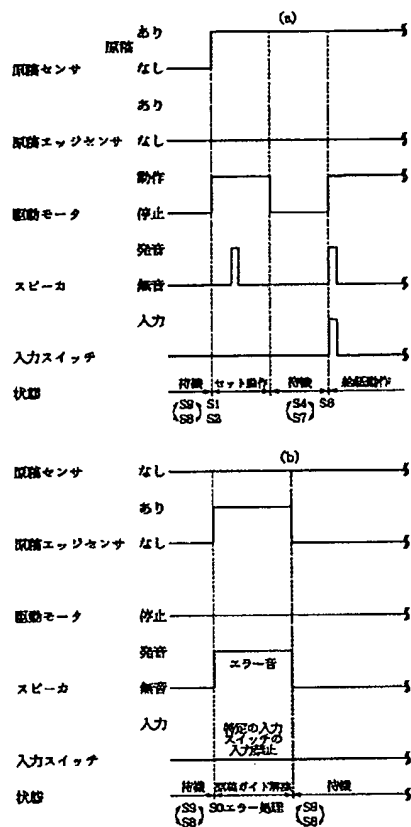 (a)
あり
原稿
原稿センサ なし
あり
原稿エッジセンサ なし
動作
駆動モータ 停止
発音
スピーカ 無音
入力
入力スイッチ
状態 待機 セット動作 待機 給紙動作
(S9 S8) S1 S2 (S4 S7) S6
(b)
原稿センサ なし
あり
原稿エッジセンサ なし
駆動モータ 停止
発音
エラー音
スピーカ 無音
入力
特定の入力
スイッチの
入力禁止
入力スイッチ
状態 待機 原稿ガイド解放 待機
(S9 S8) S0エラー処理 (S9 S8)